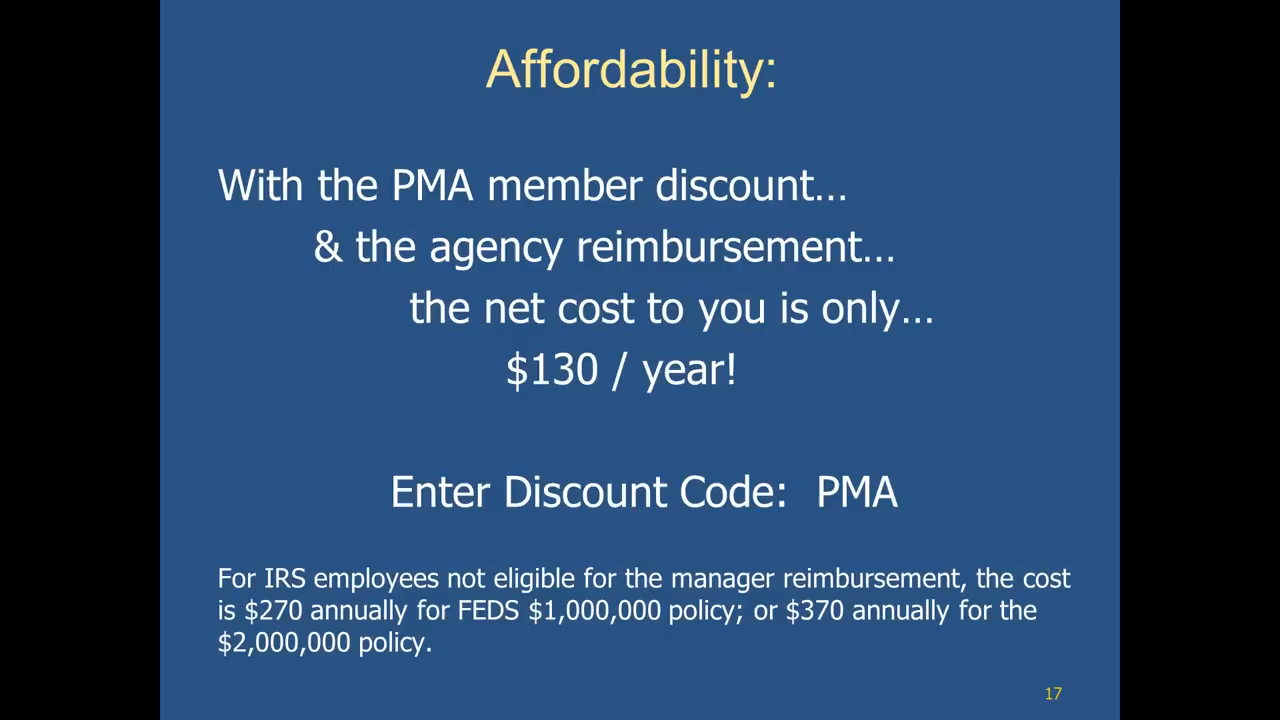 Affordability:
With the PMA member discount…
& the agency reimbursement…
the net cost to you is only…
$130 / year!
Enter Discount Code:  PMA
For IRS employees not eligible for the manager reimbursement, the cost
is $270 annually for FEDS $1,000,000 policy; or $370 annually for the
$2,000,000 policy.
17